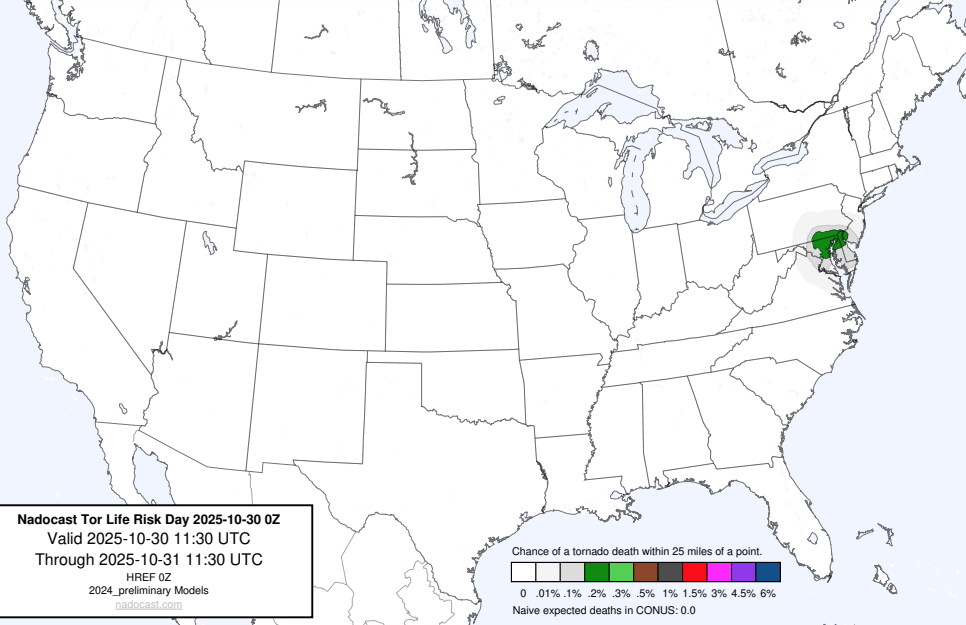 Nadocast Tor Life Risk Day 2025-10-30 0Z
Valid 2025-10-30 11:30 UTC
Through 2025-10-31 11:30 UTC
HREF 0Z
2024_preliminary Models
nadocast.com
Chance of a tornado death within 25 miles of a point.
0 .01% .1% .2% .3% .5% 1% 1.5% 3% 4.5% 6%
Naive expected deaths in CONUS: 0.0